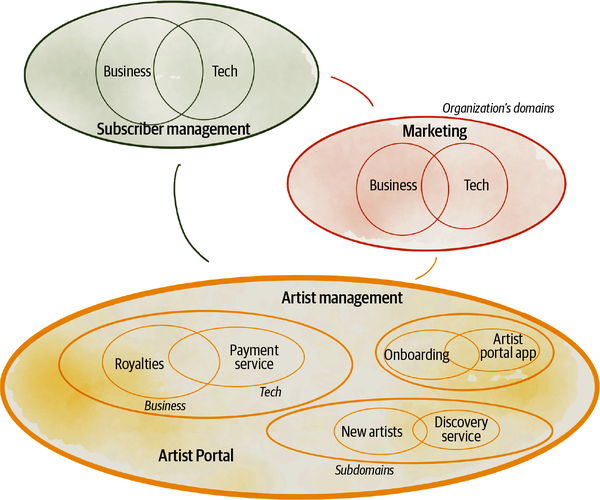 Business
Tech
Subscriber management
Organization's domains
Marketing
Business
Tech
Artist management
Royalties
Payment
service
Business
Tech
Onboarding
Artist
portal app
New artists
Discovery
service
Artist Portal
Subdomains